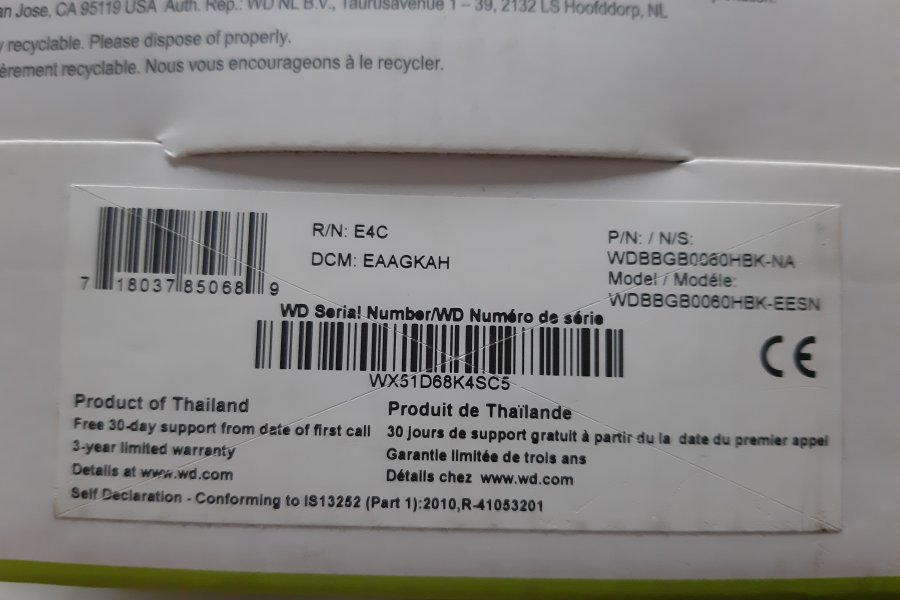 an Jose, CA 95119 USA Auth. Rep.: WD NL B.V., Taurusavenue 1 – 39, 2132 LS Hoofddorp, NL
y recyclable. Please dispose of properly.
èrement recyclable. Nous vous encourageons à le recycler.
R/N: E4C
DCM: EAAGKAH
P/N: / N/S:
WDBBGB0060HBK-NA
Model / Modéle:
WDBBGB0060HBK-EESN
7 18037 85068 9
WD Serial Number/WD Numéro de série
WX51D68K4SC5
CE
Product of Thailand
Free 30-day support from date of first call
3-year limited warranty
Details at www.wd.com
Produit de Thaïlande
30 jours de support gratuit à partir du la date du premier appel
Garantie limitée de trois ans
Détails chez www.wd.com
Self Declaration - Conforming to IS13252 (Part 1):2010,R-41053201